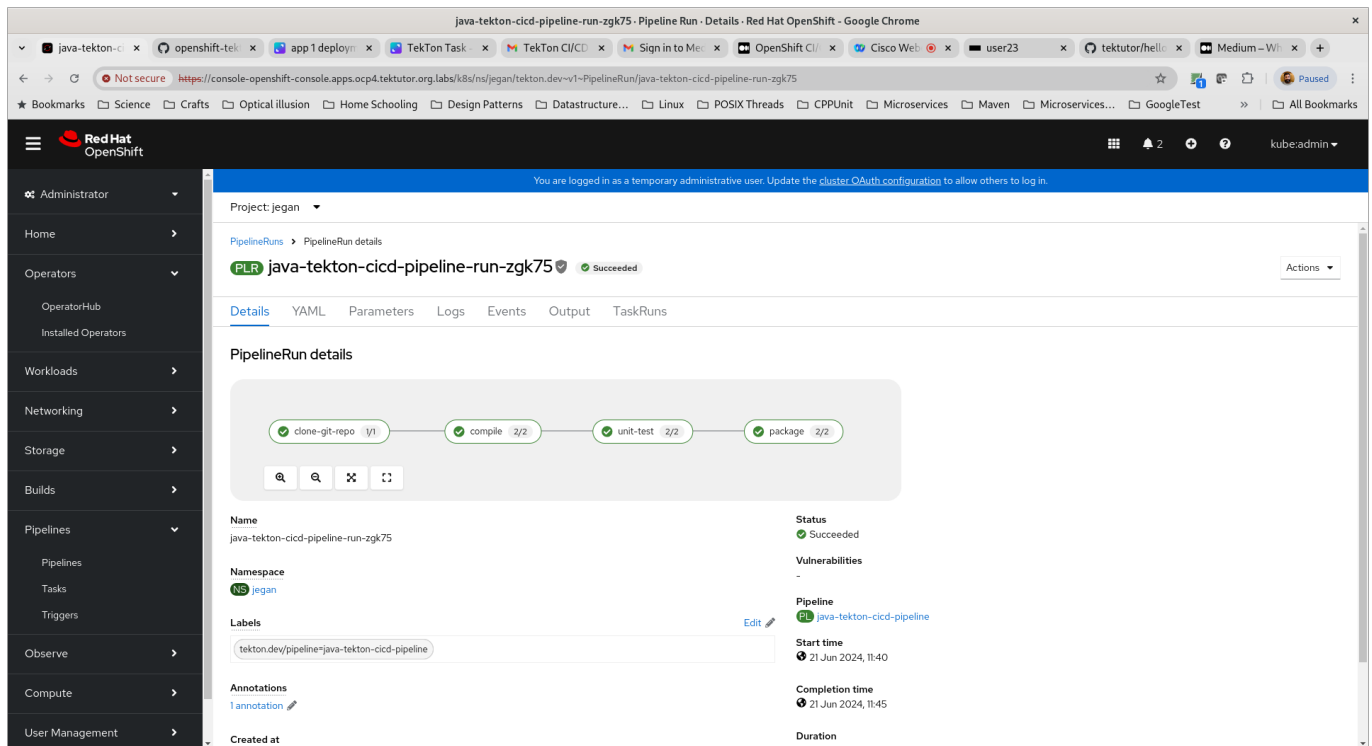 java-tekton-cicd-pipeline-run-zgk75 · Pipeline Run · Details · Red Hat OpenShift - Google Chrome
java-tekton-ci
openshift-tek
app 1 deploym
TekTon Task
TekTon CI/CD
Sign in to Med
OpenShift CI/
Cisco Web
user23
tektutor/hello
Medium – Wh
Not secure https://console-openshift-console.apps.ocp4.tektutor.org.labs/k8s/ns/jegan/tekton.dev~v1~PipelineRun/java-tekton-cicd-pipeline-run-zgk75
1
Paused
Bookmarks Science Crafts Optical illusion Home Schooling Design Patterns Datastructure... Linux POSIX Threads CPPUnit Microservices Maven Microservices... GoogleTest » All Bookmarks
Red Hat
OpenShift
2
kube:admin
You are logged in as a temporary administrative user. Update the cluster OAuth configuration to allow others to log in.
Administrator
Home
Operators
OperatorHub
Installed Operators
Workloads
Networking
Storage
Builds
Pipelines
Pipelines
Tasks
Triggers
Observe
Compute
User Management
Project: jegan
PipelineRuns > PipelineRun details
PLR java-tekton-cicd-pipeline-run-zgk75 Succeeded
Actions
Details YAML Parameters Logs Events Output TaskRuns
PipelineRun details
clone-git-repo 1/1 compile 2/2 unit-test 2/2 package 2/2
Name
java-tekton-cicd-pipeline-run-zgk75
Namespace
NS jegan
Labels Edit
tekton.dev/pipeline=java-tekton-cicd-pipeline
Annotations
1 annotation
Created at
Status
Succeeded
Vulnerabilities
-
Pipeline
PL java-tekton-cicd-pipeline
Start time
21 Jun 2024, 11:40
Completion time
21 Jun 2024, 11:45
Duration